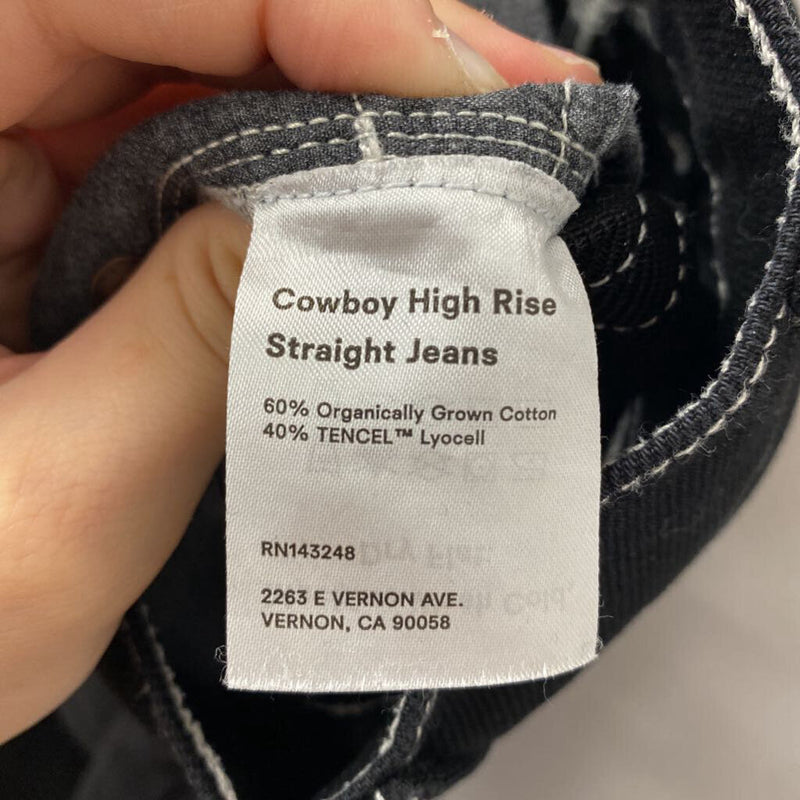 Cowboy High Rise
Straight Jeans
60% Organically Grown Cotton
40% TENCEL™ Lyocell
RN143248
2263 E VERNON AVE.
VERNON, CA 90058